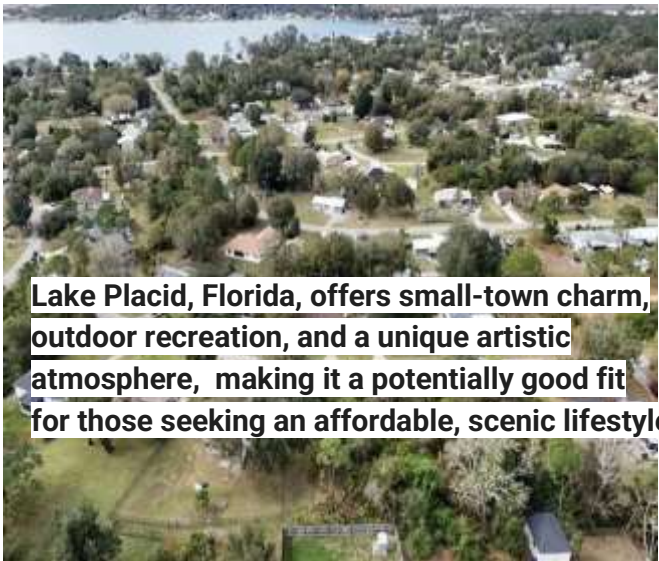 Lake Placid, Florida, offers small-town charm,
outdoor recreation, and a unique artistic
atmosphere,  making it a potentially good fit
for those seeking an affordable, scenic lifestyle